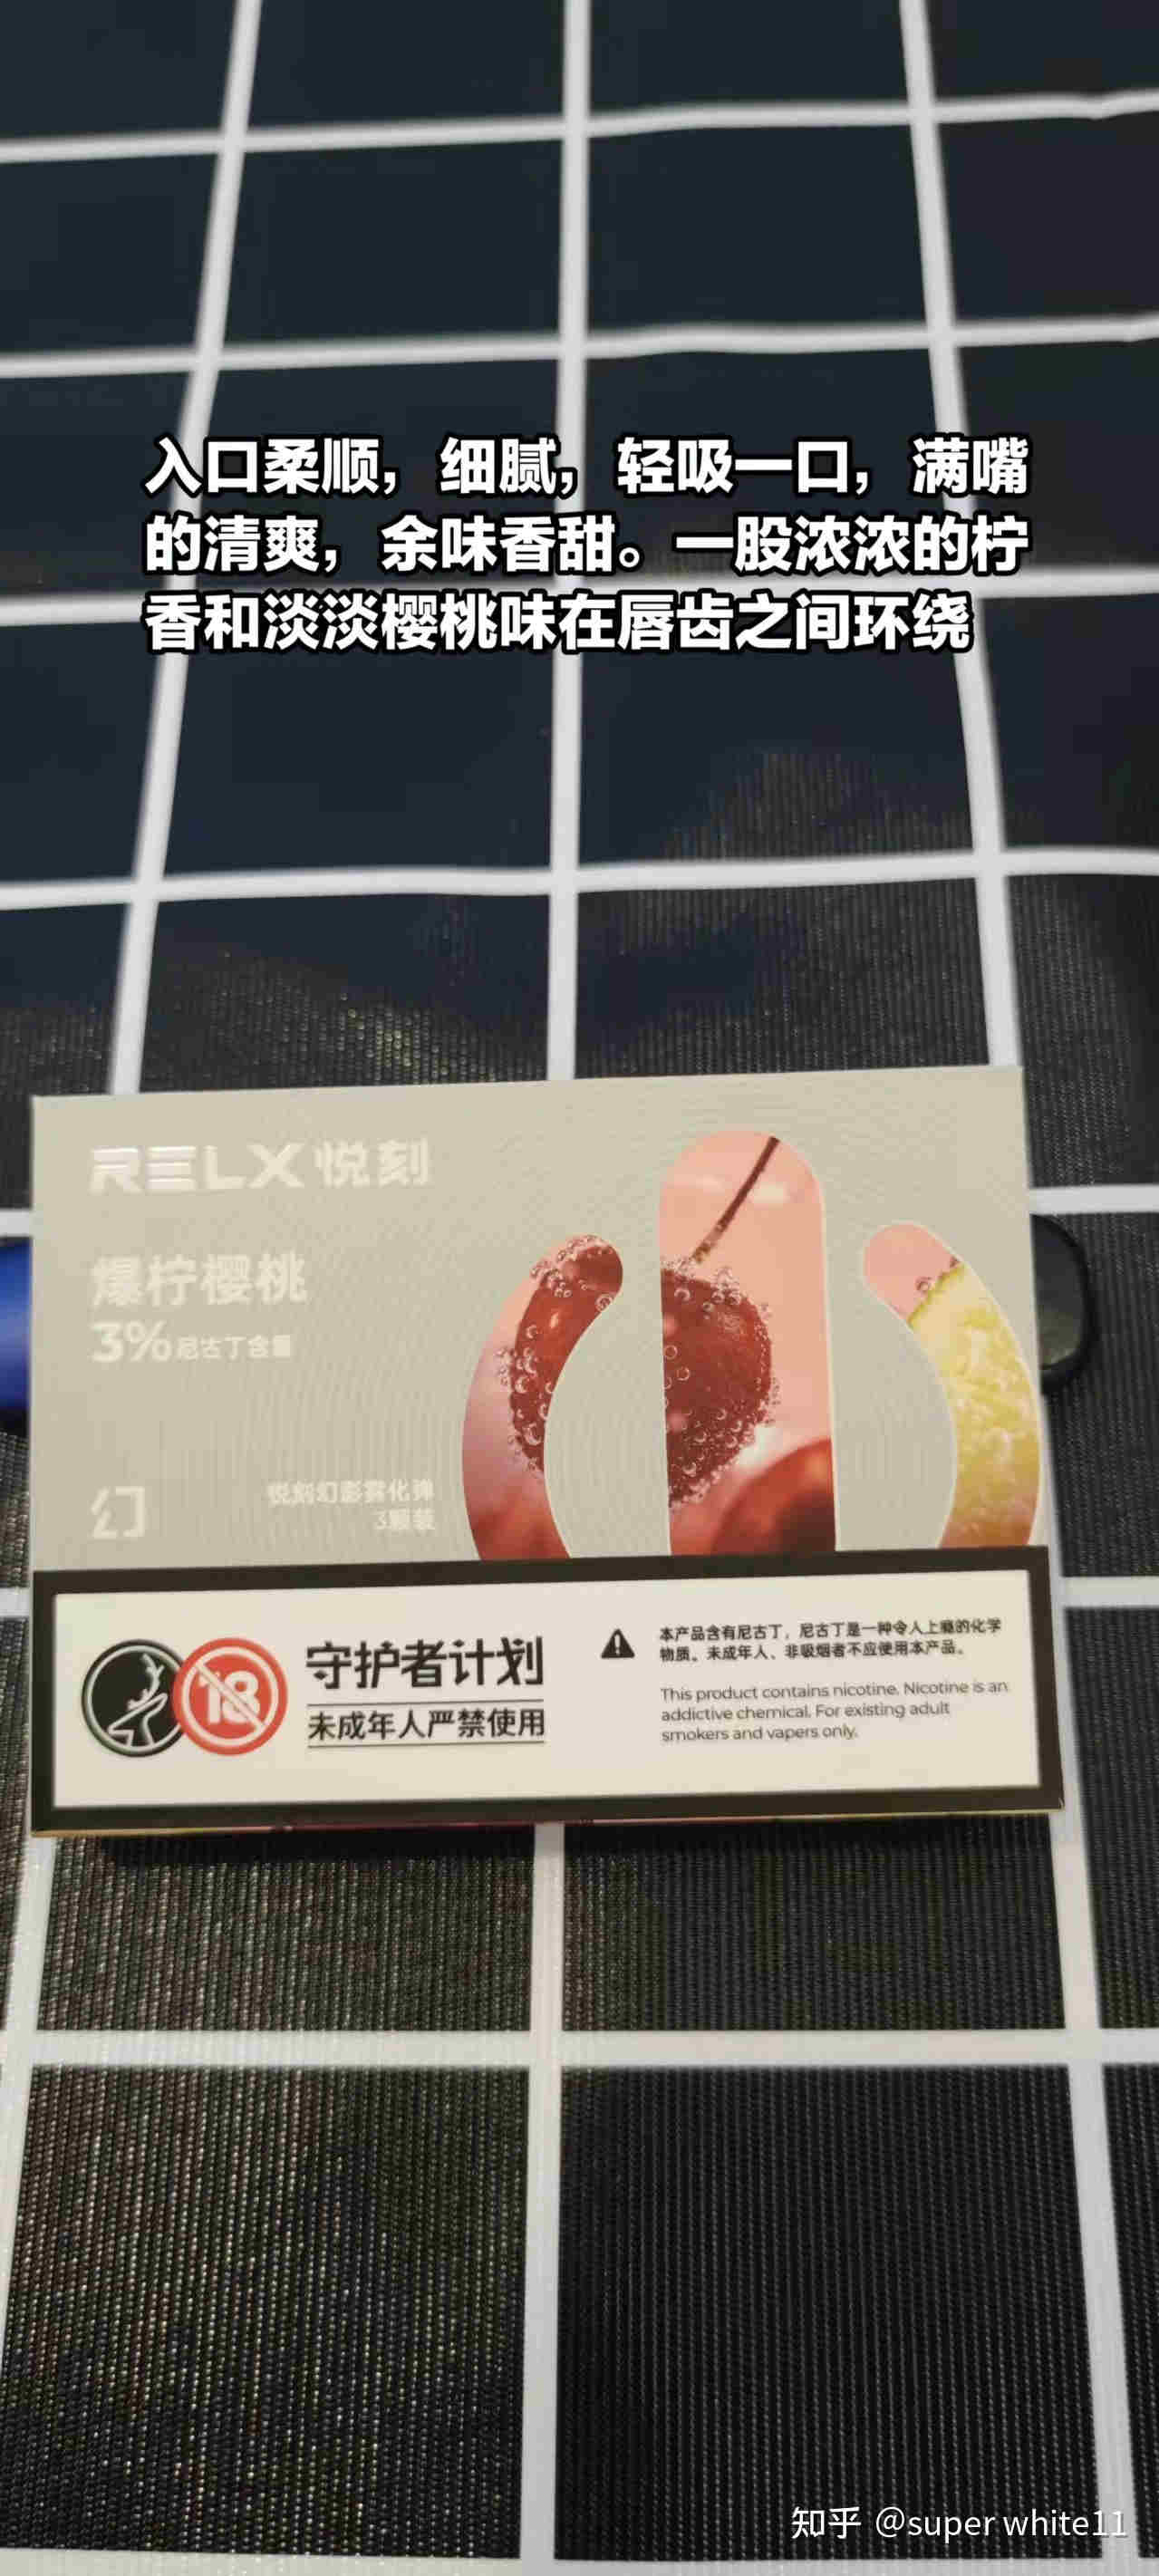 入口柔顺，细腻，轻吸一口，满嘴
的清爽，余味香甜。一股浓浓的柠
香和淡淡樱桃味在唇齿之间环绕
RELX悦刻
爆柠樱桃
3%尼古丁含量
幻
悦刻幻影雾化弹
3颗装
18
守护者计划
未成年人严禁使用
本产品含有尼古丁，尼古丁是一种令人上瘾的化学
物质。未成年人、非吸烟者不应使用本产品。
This product contains nicotine. Nicotine is an
addictive chemical. For existing adult
smokers and vapers only.
知乎 @super white11